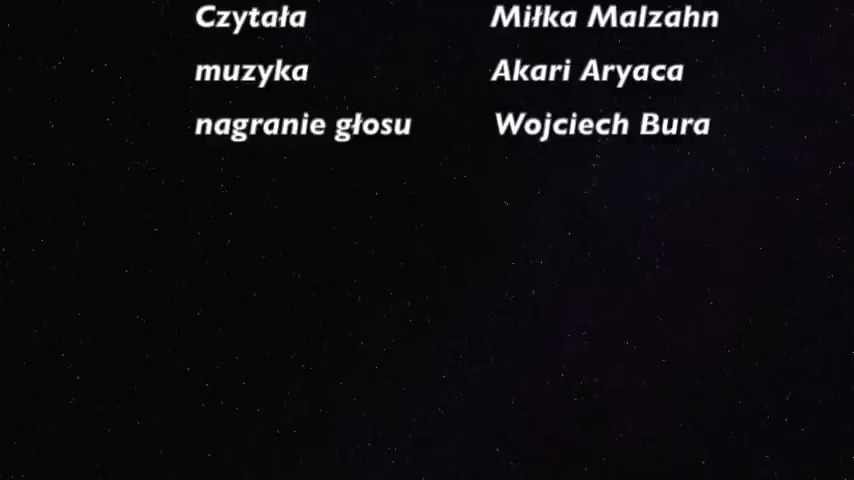 Czytała Miłka Malzahn
muzyka Akari Aryaca
nagranie głosu Wojciech Bura